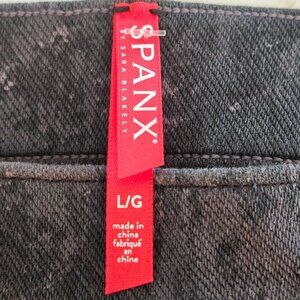 SPANX®
BY SARA BLAKELY
L/G
made in
china
fabriqué
en
chine